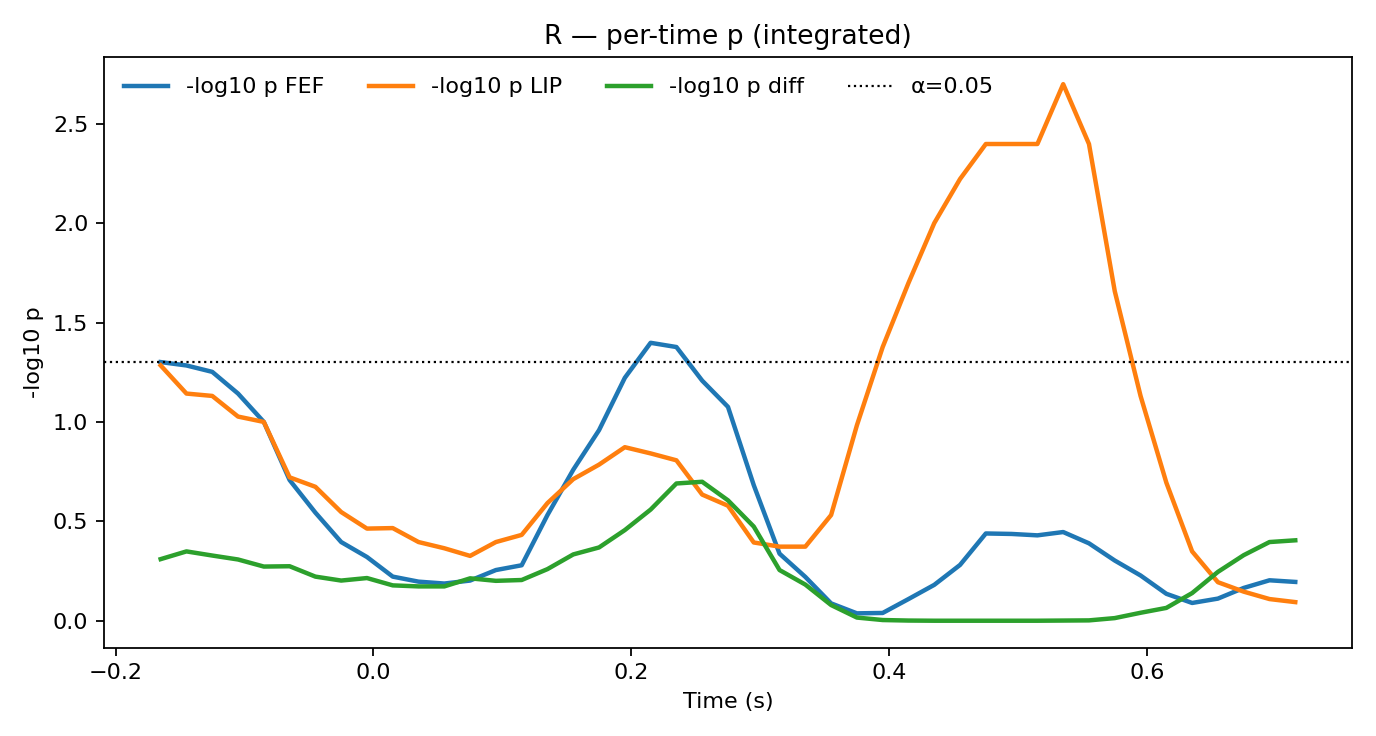 R — per-time p (integrated)
-log10 p FEF -log10 p LIP -log10 p diff α=0.05
-log10 p
2.5
2.0
1.5
1.0
0.5
0.0
−0.2 0.0 0.2 0.4 0.6
Time (s)